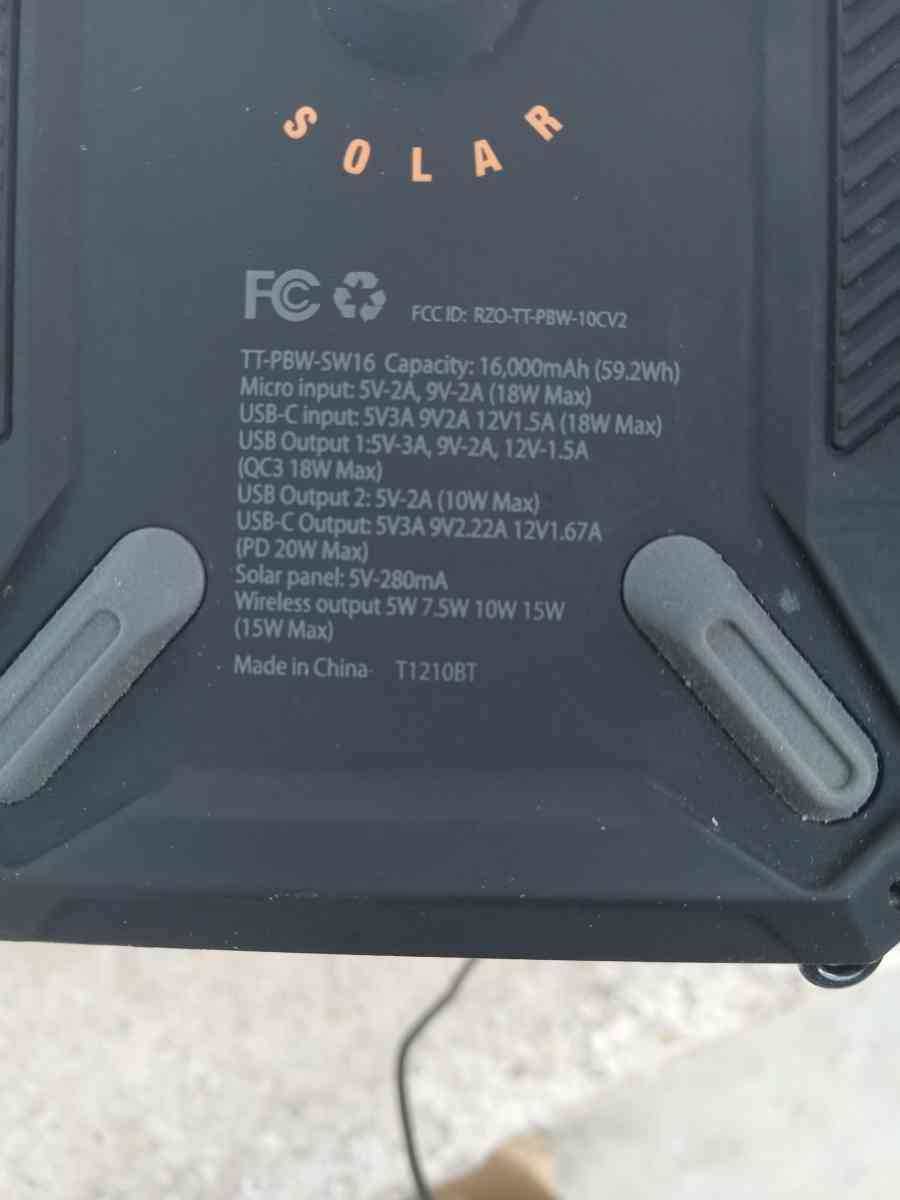 SOLAR
FC FCC ID: RZO-TT-PBW-10CV2
TT-PBW-SW16 Capacity: 16,000mAh (59.2Wh)
Micro input: 5V-2A, 9V-2A (18W Max)
USB-C input: 5V3A 9V2A 12V1.5A (18W Max)
USB Output 1:5V-3A, 9V-2A, 12V-1.5A
(QC3 18W Max)
USB Output 2: 5V-2A (10W Max)
USB-C Output: 5V3A 9V2.22A 12V1.67A
(PD 20W Max)
Solar panel: 5V-280mA
Wireless output 5W 7.5W 10W 15W
(15W Max)
Made in China T1210BT